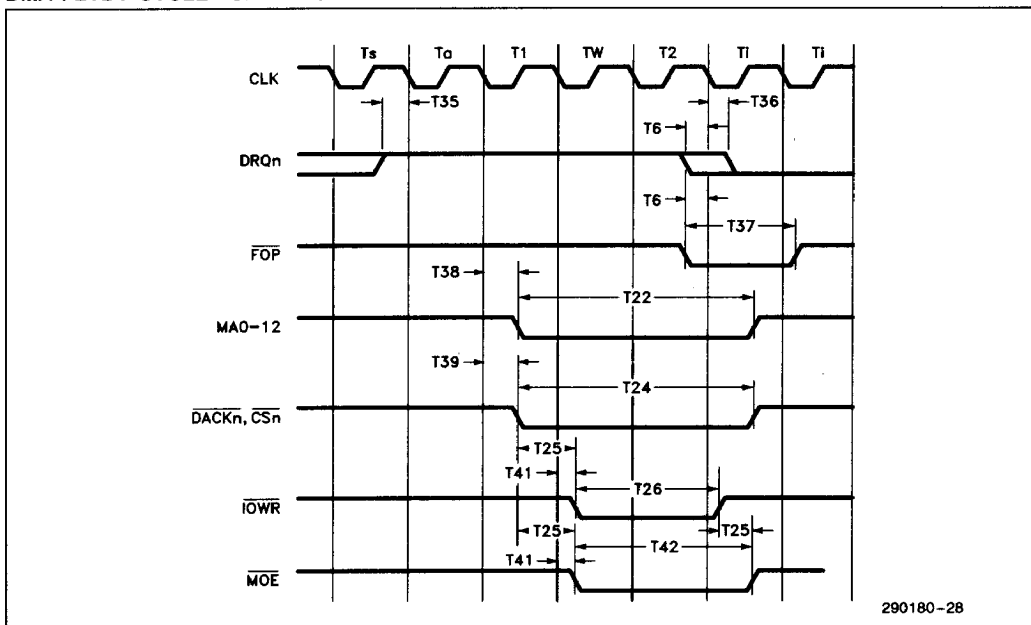 Ts Ta T1 TW T2 Ti Ti
CLK
T35
T36
T6
DRQn
T6
T37
FOP
T38
T22
MA0-12
T39
T24
DACKn, CSn
T25
T41
T26
IOWR
T25
T25
T42
T41
MOE
290180-28